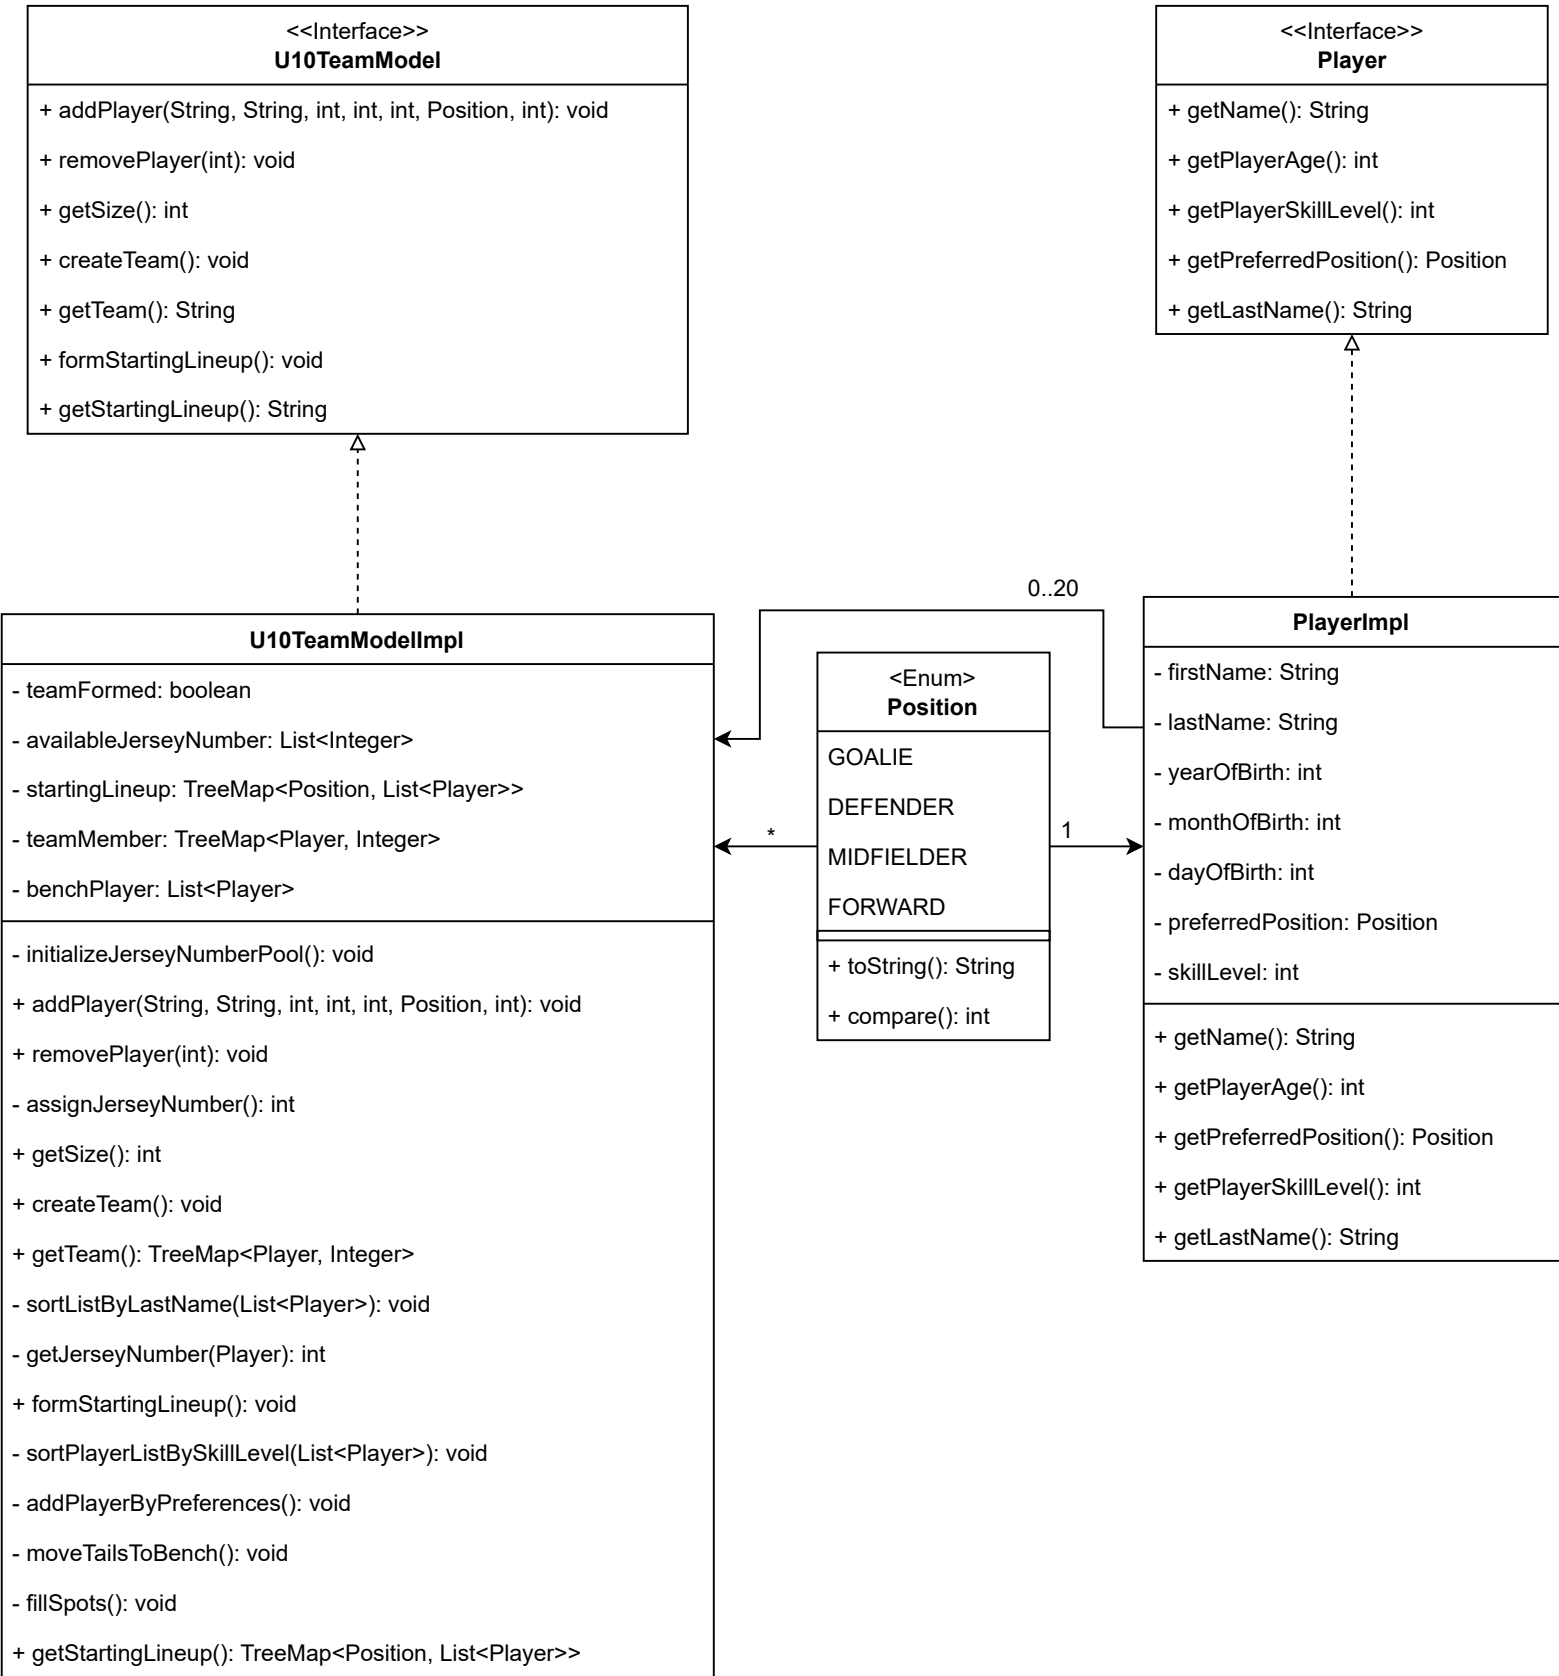 <<Interface>>
U10TeamModel
+ addPlayer(String, String, int, int, int, Position, int): void
+ removePlayer(int): void
+ getSize(): int
+ createTeam(): void
+ getTeam(): String
+ formStartingLineup(): void
+ getStartingLineup(): String
<<Interface>>
Player
+ getName(): String
+ getPlayerAge(): int
+ getPlayerSkillLevel(): int
+ getPreferredPosition(): Position
+ getLastName(): String
U10TeamModelImpl
- teamFormed: boolean
- availableJerseyNumber: List<Integer>
- startingLineup: TreeMap<Position, List<Player>>
- teamMember: TreeMap<Player, Integer>
- benchPlayer: List<Player>
- initializeJerseyNumberPool(): void
+ addPlayer(String, String, int, int, int, Position, int): void
+ removePlayer(int): void
- assignJerseyNumber(): int
+ getSize(): int
+ createTeam(): void
+ getTeam(): TreeMap<Player, Integer>
- sortListByLastName(List<Player>): void
- getJerseyNumber(Player): int
+ formStartingLineup(): void
- sortPlayerListBySkillLevel(List<Player>): void
- addPlayerByPreferences(): void
- moveTailsToBench(): void
- fillSpots(): void
+ getStartingLineup(): TreeMap<Position, List<Player>>
0..20
*
1
<Enum>
Position
GOALIE
DEFENDER
MIDFIELDER
FORWARD
+ toString(): String
+ compare(): int
PlayerImpl
- firstName: String
- lastName: String
- yearOfBirth: int
- monthOfBirth: int
- dayOfBirth: int
- preferredPosition: Position
- skillLevel: int
+ getName(): String
+ getPlayerAge(): int
+ getPreferredPosition(): Position
+ getPlayerSkillLevel(): int
+ getLastName(): String